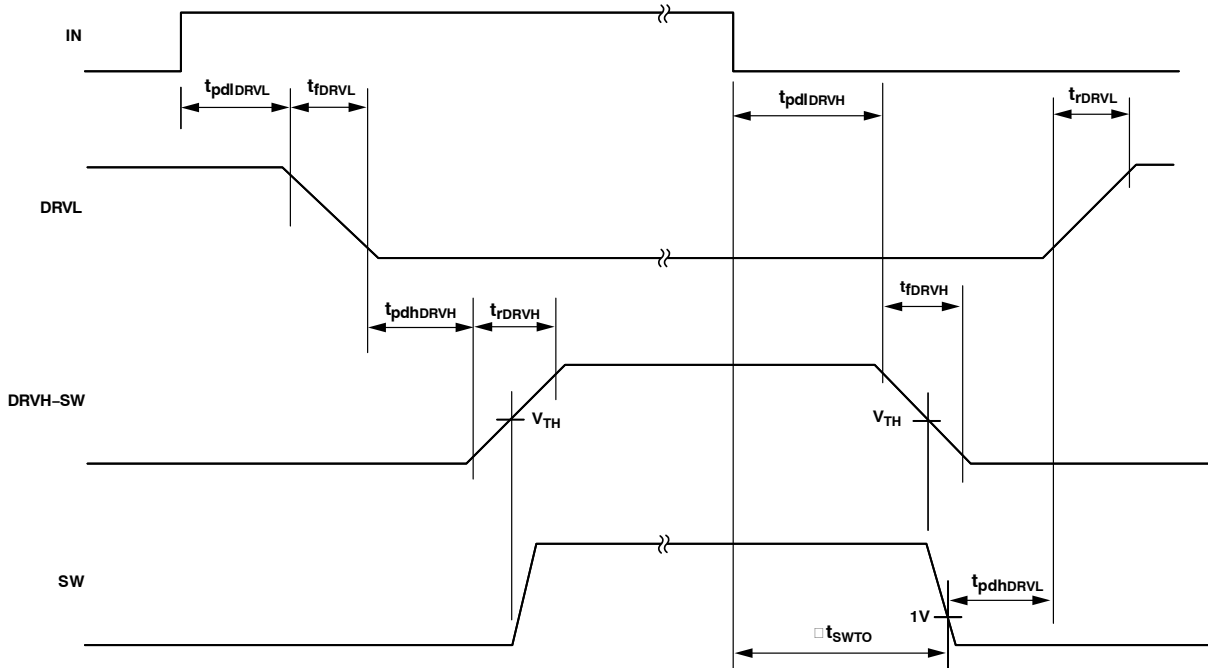 IN
tpdlDRVL
tfDRVL
tpdlDRVH
trDRVL
DRVL
tpdhDRVH
trDRVH
tfDRVH
DRVH–SW
VTH
VTH
SW
1V
tpdhDRVL
□tSWTO